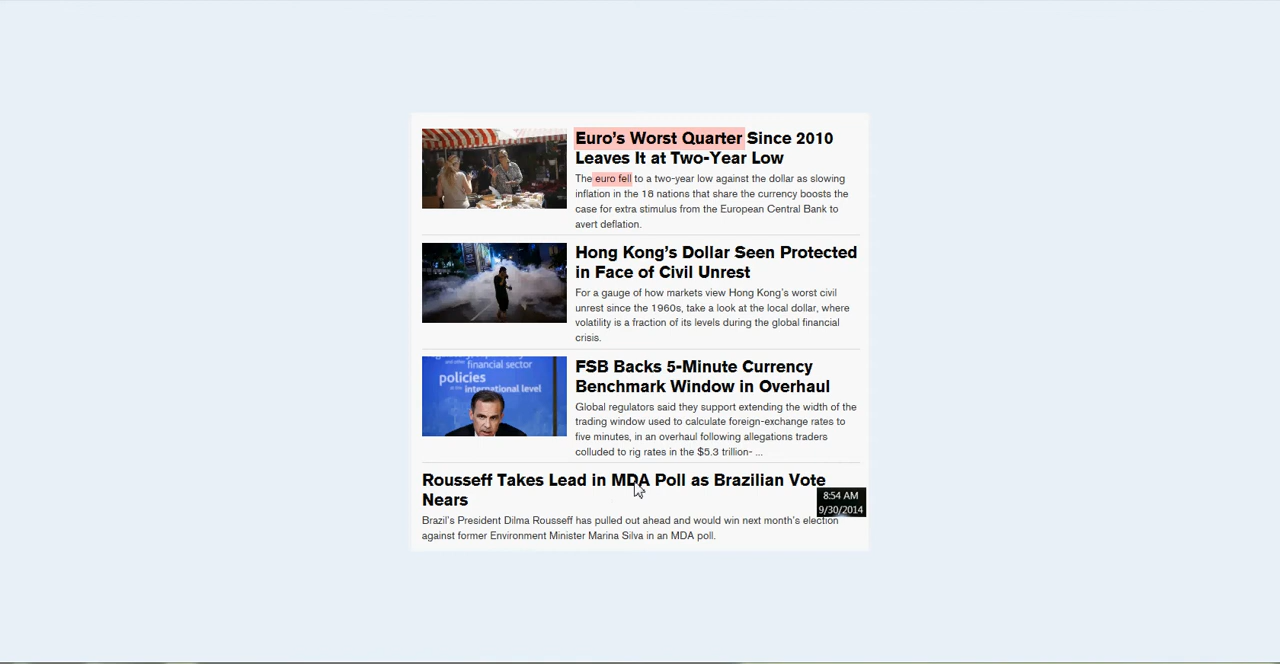 Euro's Worst Quarter Since 2010
Leaves It at Two-Year Low
The euro fell to a two-year low against the dollar as slowing
inflation in the 18 nations that share the currency boosts the
case for extra stimulus from the European Central Bank to
avert deflation.
Hong Kong's Dollar Seen Protected
in Face of Civil Unrest
For a gauge of how markets view Hong Kong's worst civil
unrest since the 1960s, take a look at the local dollar, where
volatility is a fraction of its levels during the global financial
crisis.
financial sector
policies
international level
FSB Backs 5-Minute Currency
Benchmark Window in Overhaul
Global regulators said they support extending the width of the
trading window used to calculate foreign-exchange rates to
five minutes, in an overhaul following allegations traders
colluded to rig rates in the $5.3 trillion- ...
Rousseff Takes Lead in MDA Poll as Brazilian Vote
Nears
8:54 AM
9/30/2014
Brazil's President Dilma Rousseff has pulled out ahead and would win next month's election
against former Environment Minister Marina Silva in an MDA poll.